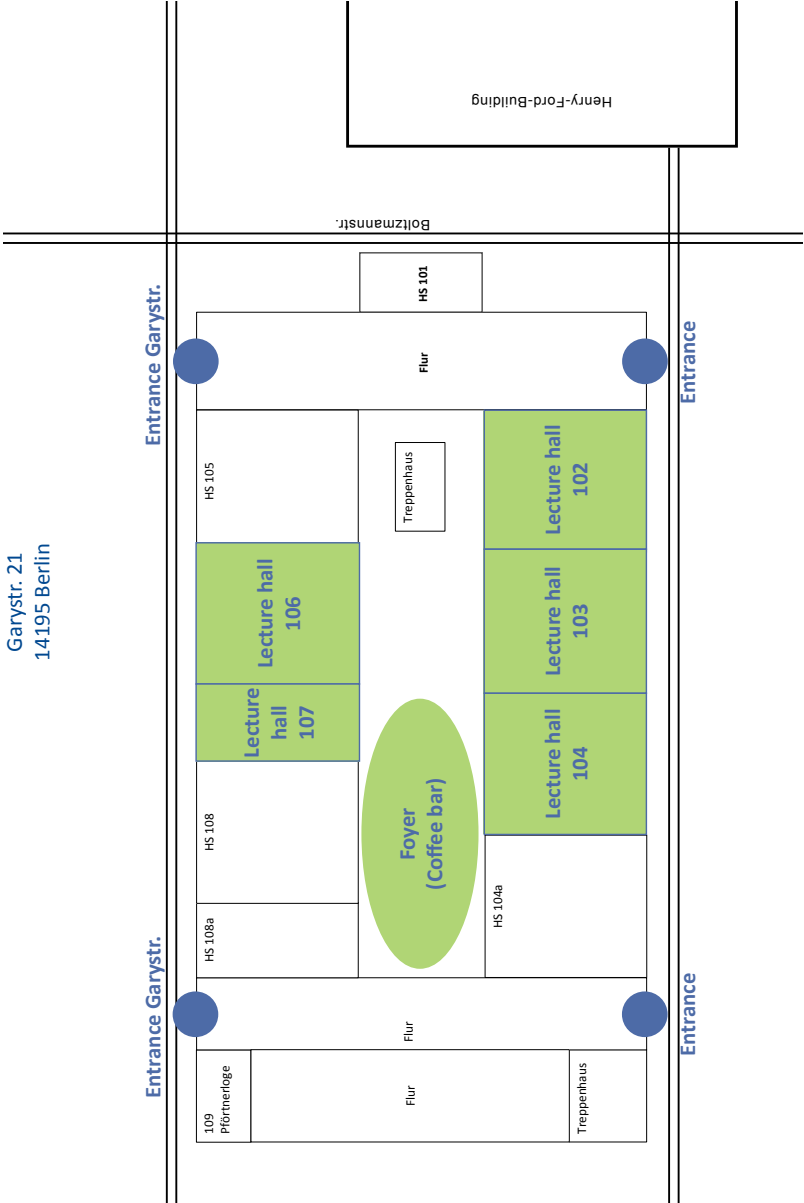 Garystr. 21
14195 Berlin
Henry-Ford-Building
Boltzmannstr.
Entrance Garystr.
Entrance Garystr.
HS 101
Flur
Entrance
HS 105
Treppenhaus
Lecture hall
102
Lecture hall
106
Lecture hall
103
Lecture
hall
107
Lecture hall
104
HS 108
Foyer
(Coffee bar)
HS 104a
HS 108a
Flur
Entrance
109
Pförtnerloge
Flur
Treppenhaus